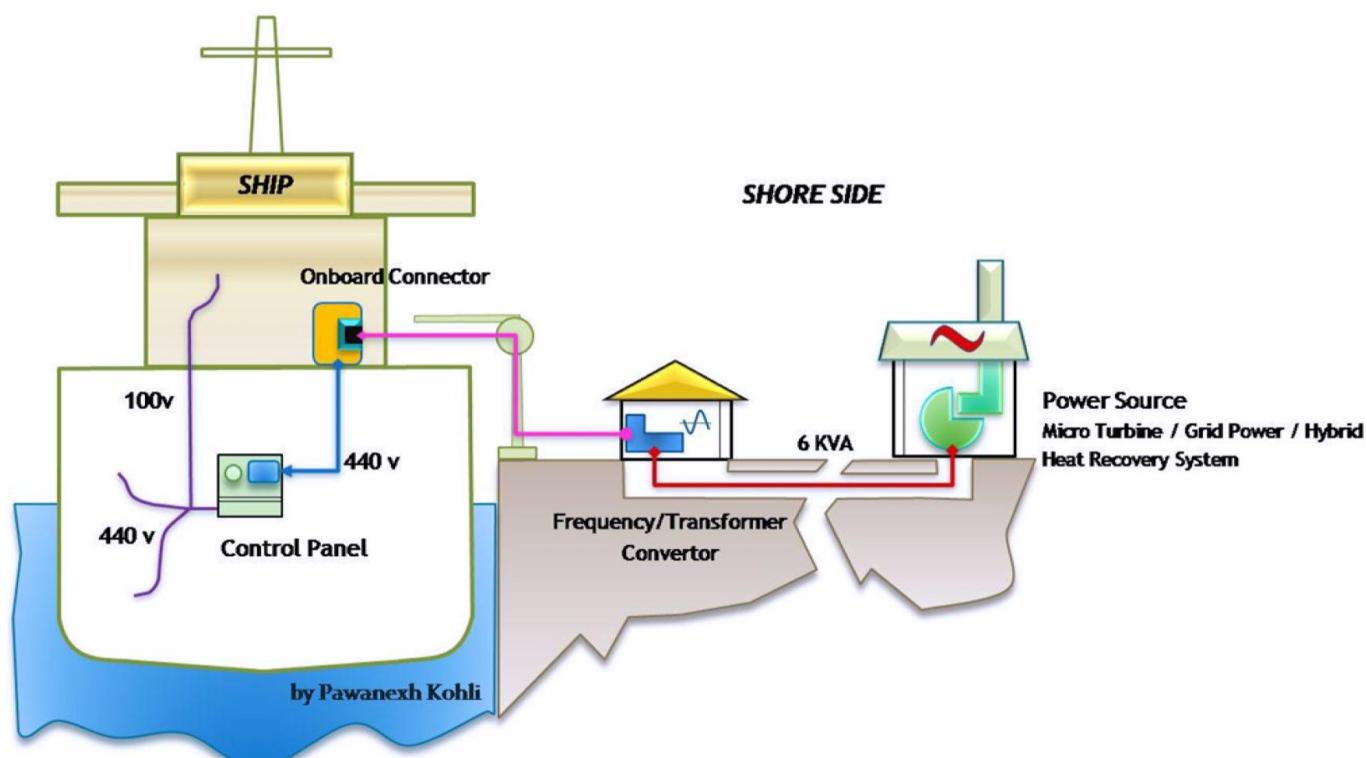 SHIP
SHORE SIDE
Onboard Connector
100v
440 v
440 v
Control Panel
6 KVA
Frequency/Transformer
Convertor
Power Source
Micro Turbine / Grid Power / Hybrid
Heat Recovery System
by Pawanexh Kohli